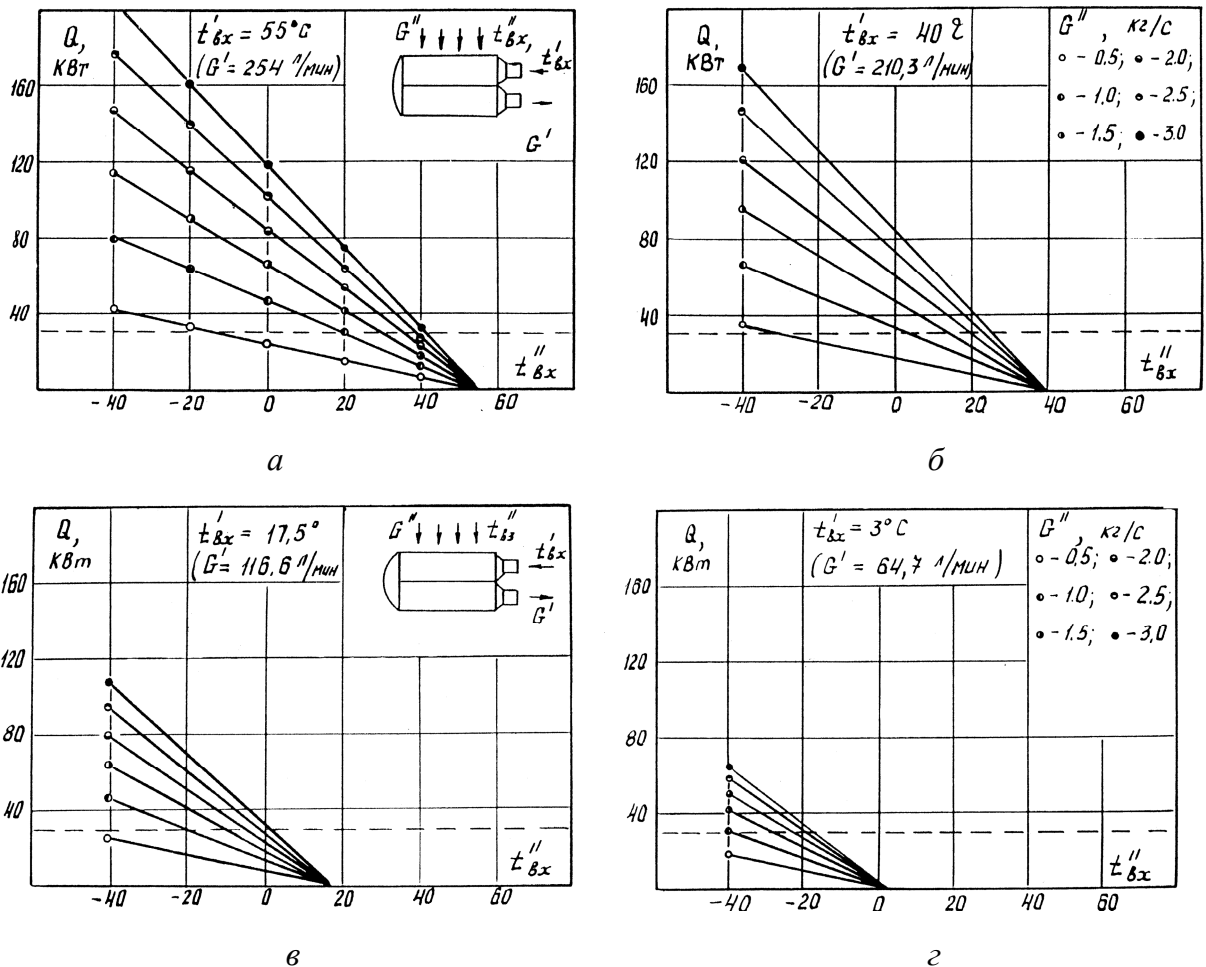 Q,
кВт
t'вх = 55°C
(G' = 254 л/мин)
G'' t''вх,
t'вх
G'
160
120
80
40
t''вх
-40 -20 0 20 40 60
а
Q,
кВт
t'вх = 40
(G' = 210,3 л/мин)
G'', кг/с
- 0.5; - 2.0;
- 1.0; - 2.5;
- 1.5; - 3.0
160
120
80
40
t''вх
-40 -20 0 20 40 60
б
Q,
кВт
t'вх = 17,5°
(G' = 116,6 л/мин
G'' t''вз
t'вх
G'
160
120
80
40
t''вх
-40 -20 0 20 40 60
в
Q,
кВт
t'вх = 3°C
(G' = 64,7 л/мин)
G'', кг/с
- 0.5; - 2.0;
- 1.0; - 2.5;
- 1.5; - 3,0
160
120
80
40
t''вх
-40 -20 0 20 40 60
г